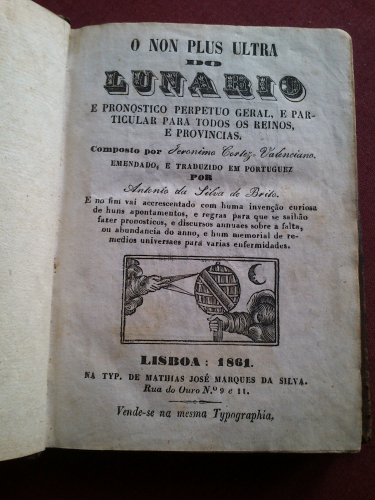 O NON PLUS ULTRA
DO
LUNARIO
E PRONOSTICO PERPETUO GERAL, E PAR-
TICULAR PARA TODOS OS REINOS,
E PROVINCIAS.
Composto por Jeronimo Cortez, Valenciano.
EMENDADO, E TRADUZIDO EM PORTUGUEZ
POR
Antonio da Silva de Brito.
E no fim vai accrescentado com huma invenção curiosa
de huns apontamentos, e regras para que se saibão
fazer pronosticos, e discursos annuaes sobre a falta,
ou abundancia do anno, e hum memorial de re-
medios universaes para varias enfermidades.
LISBOA: 1861.
NA TYP. DE MATHIAS JOSÉ MARQUES DA SILVA.
Rua do Ouro N.º 9 e 11.
Vende-se na mesma Typographia.